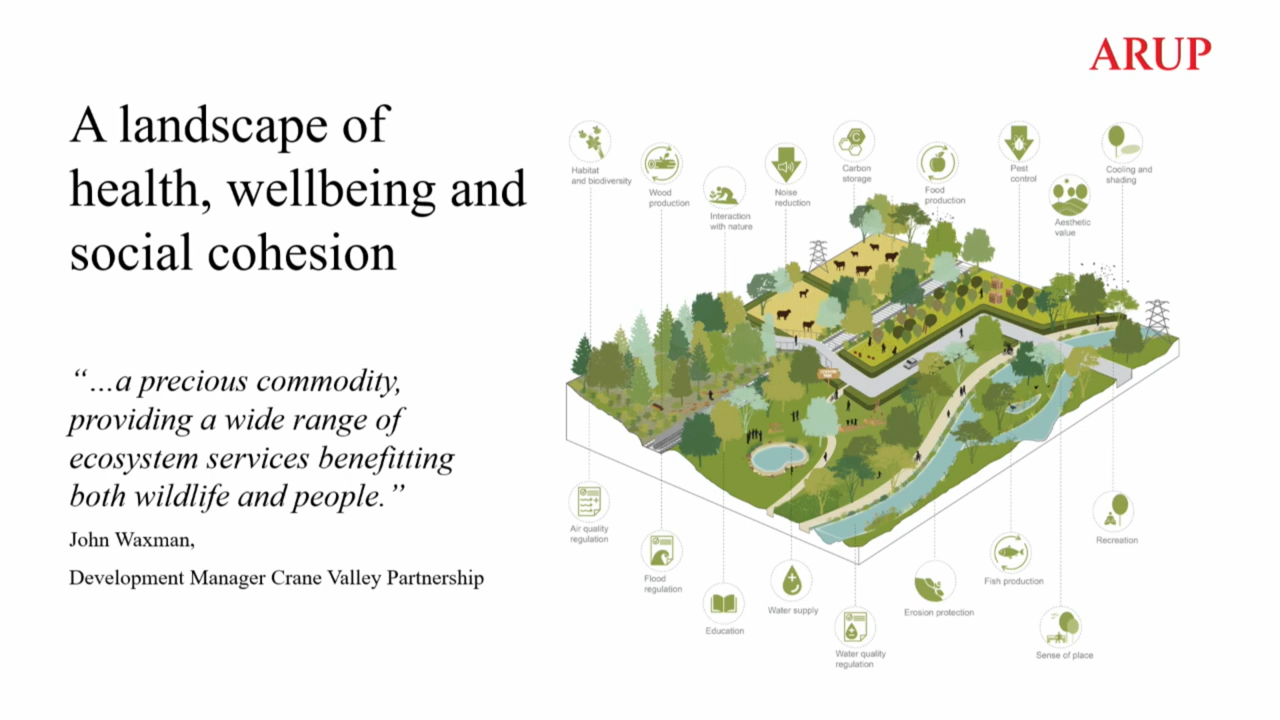 ARUP
A landscape of
health, wellbeing and
social cohesion
“…a precious commodity,
providing a wide range of
ecosystem services benefitting
both wildlife and people.”
John Waxman,
Development Manager Crane Valley Partnership
Habitat
and biodiversity
Wood
production
Interaction
with nature
Noise
reduction
C
Carbon
storage
Food
production
Pest
control
Aesthetic
value
Cooling and
shading
Air quality
regulation
Flood
regulation
Education
Water supply
Water quality
regulation
Erosion protection
Fish production
Sense of place
Recreation